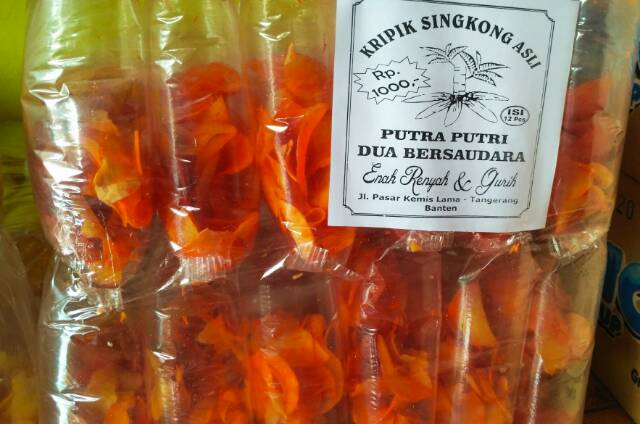 KRIPIK SINGKONG ASLI
Rp.
1000.-
ISI
12 Pcs
PUTRA PUTRI
DUA BERSAUDARA
Enak Renyah & Gurih
Jl. Pasar Kemis Lama - Tangerang
Banten